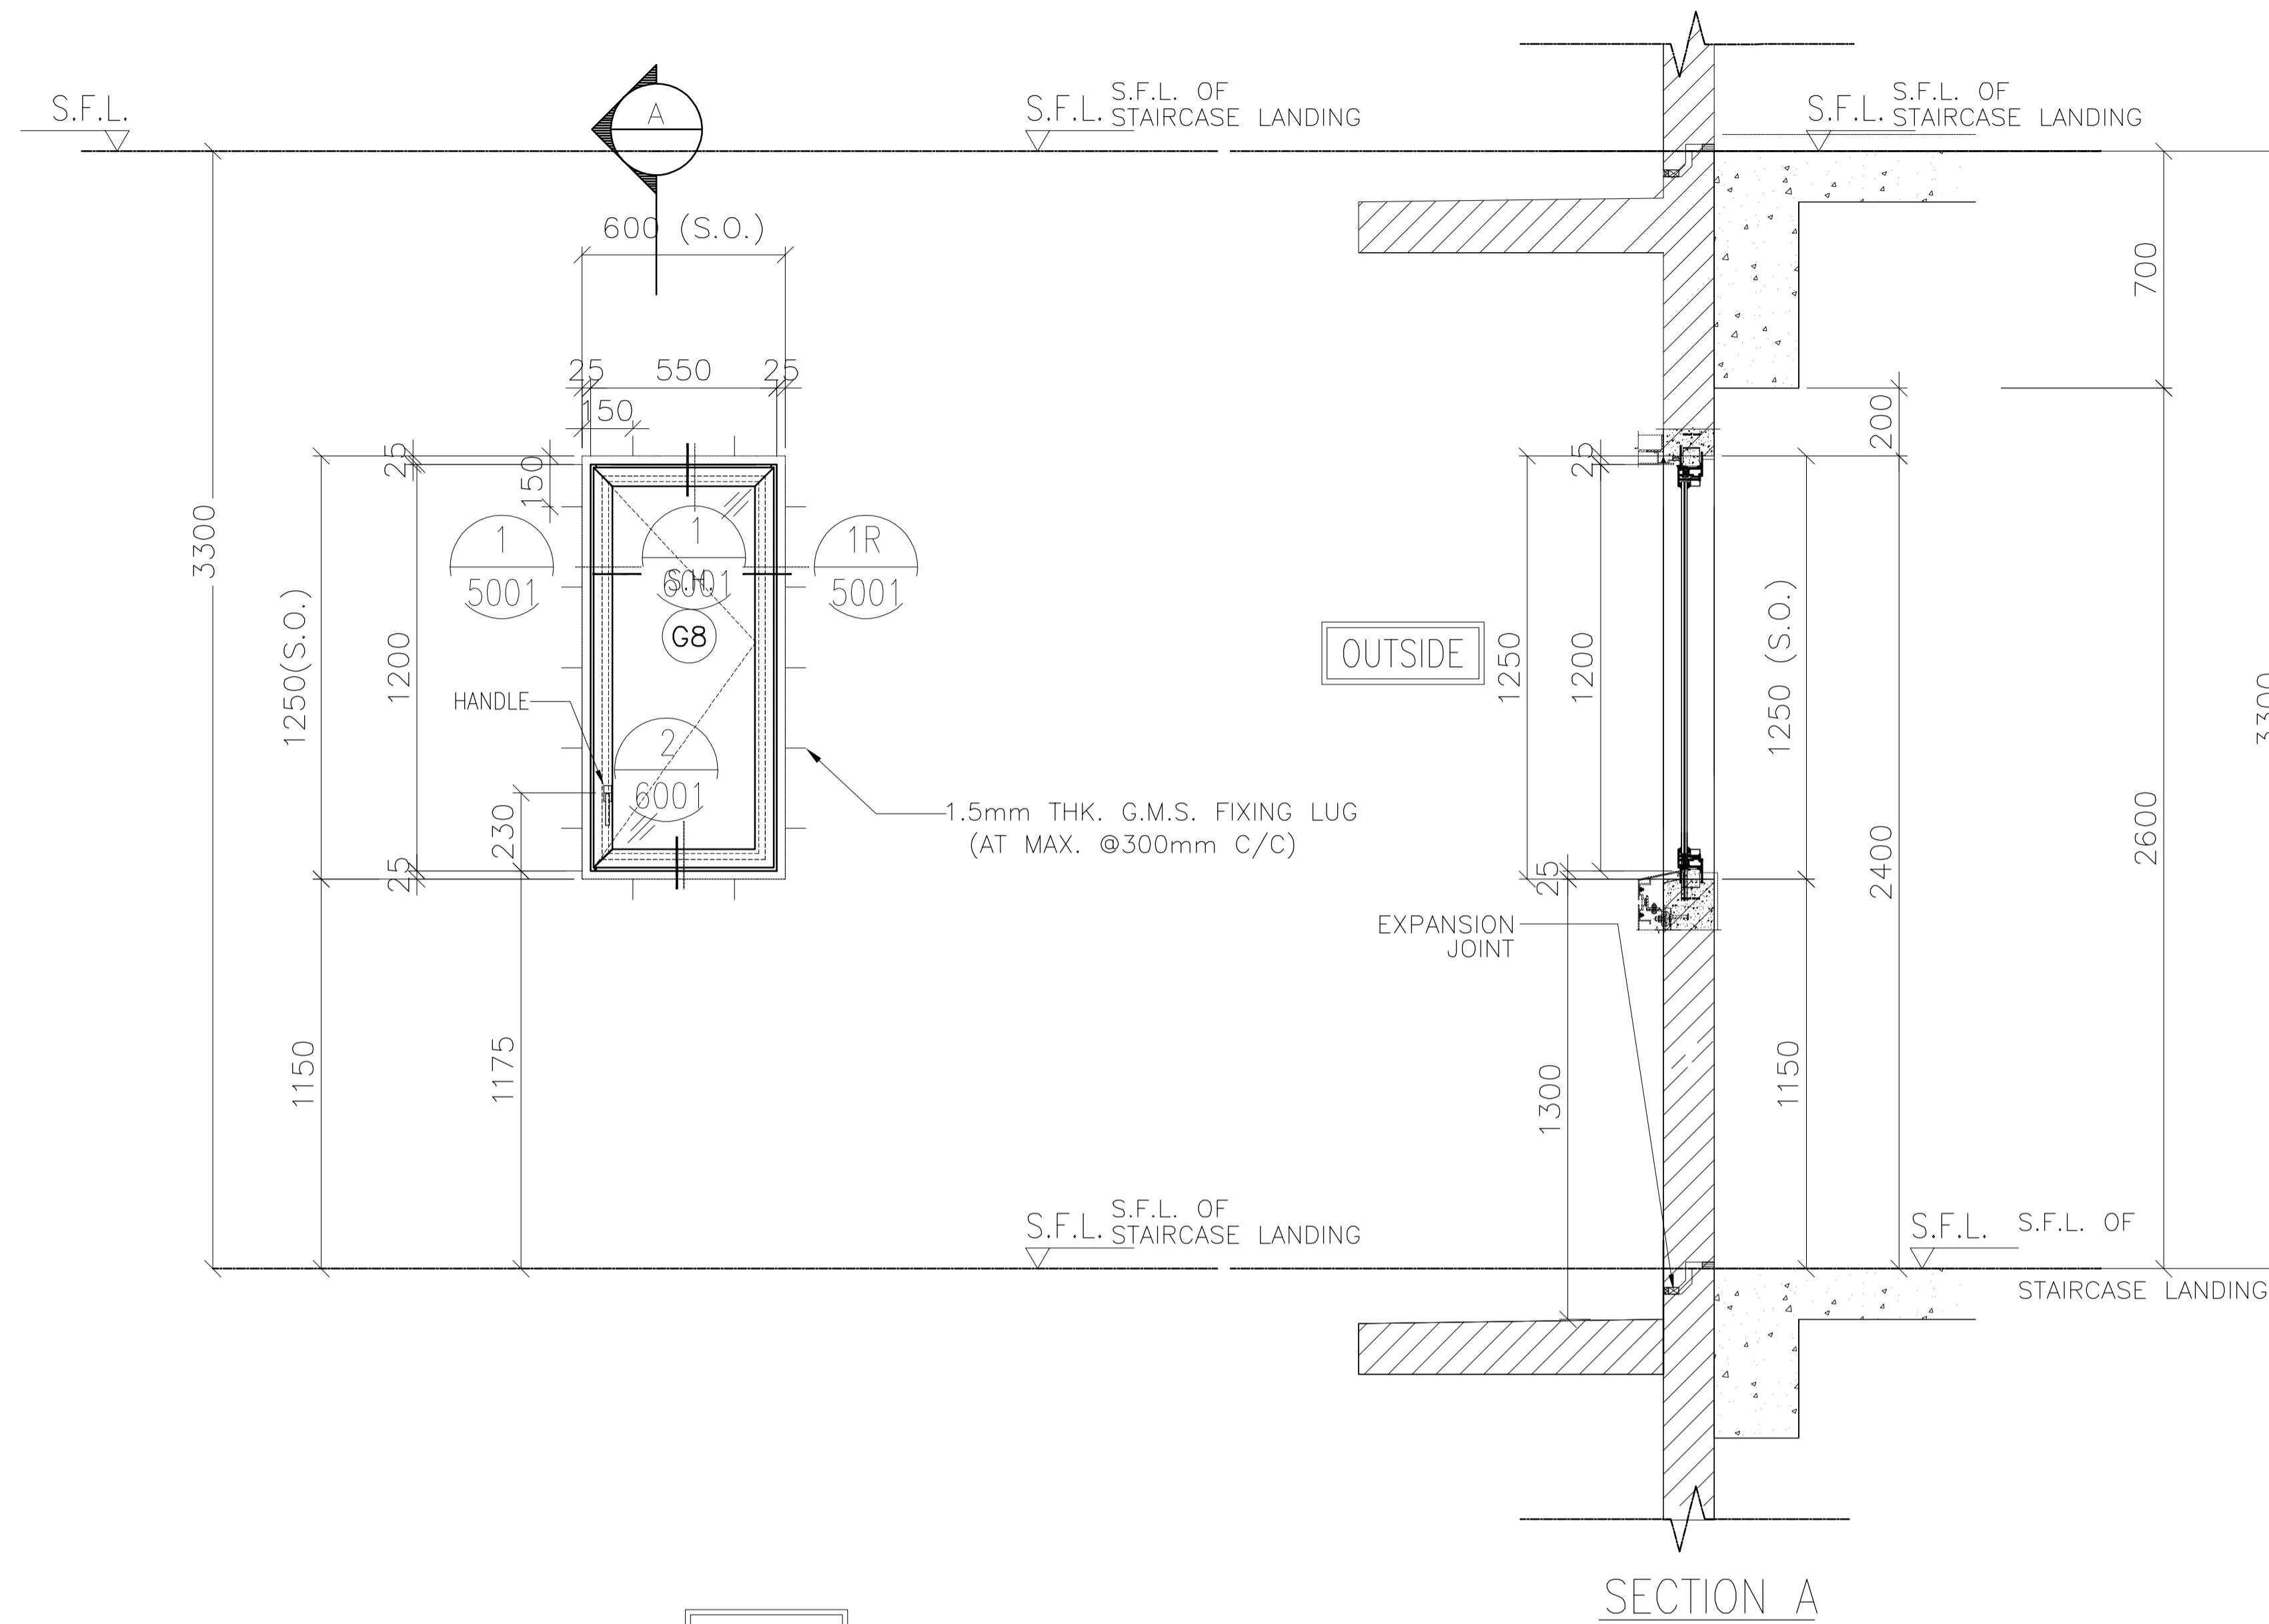 S.F.L.
A
S.F.L.
S.F.L. OF
STAIRCASE LANDING
S.F.L.
S.F.L. OF
STAIRCASE LANDING
600 (S.O.)
700
25
550
25
150
200
25
150
25
3300
1
5001
1
6001
S.H.
1R
5001
G8
1250(S.O.)
1200
OUTSIDE
1250
1200
1250 (S.O.)
3300
HANDLE
2
6001
230
1.5mm THK. G.M.S. FIXING LUG
(AT MAX. @300mm C/C)
2400
2600
25
25
EXPANSION
JOINT
1150
1175
1300
1150
S.F.L.
S.F.L. OF
STAIRCASE LANDING
S.F.L.
S.F.L. OF
STAIRCASE LANDING
SECTION A